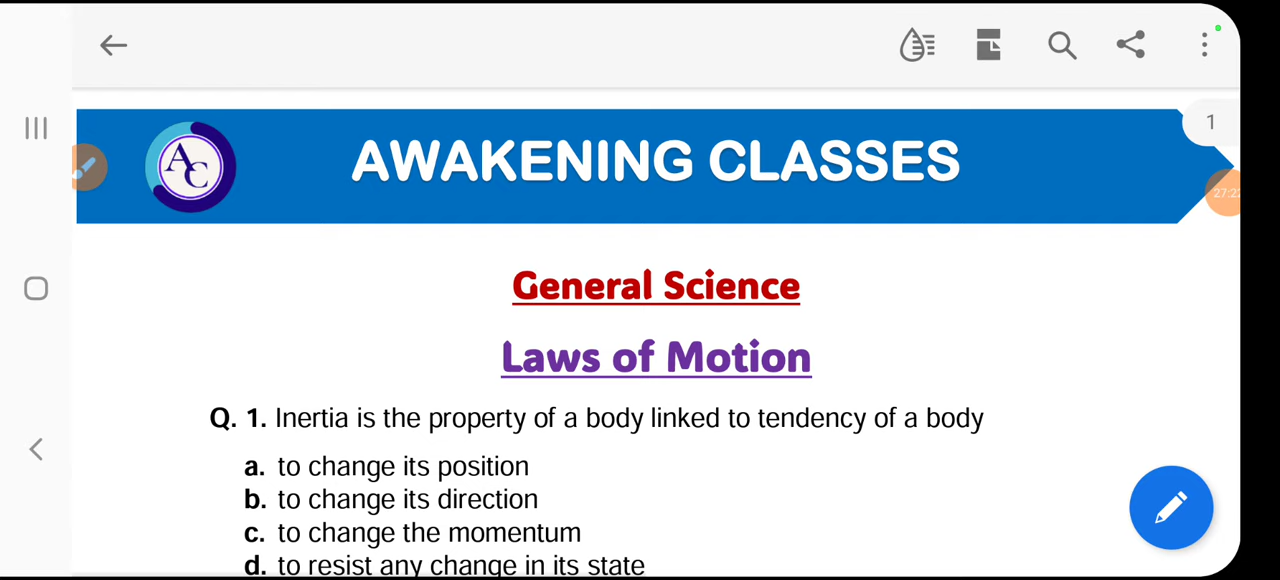 AWAKENING CLASSES
AC
1
General Science
Laws of Motion
Q. 1. Inertia is the property of a body linked to tendency of a body
a. to change its position
b. to change its direction
c. to change the momentum
d. to resist any change in its state